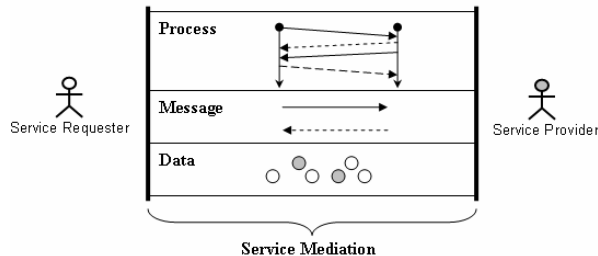 Process
Message
Service Requester
Service Provider
Data
Service Mediation